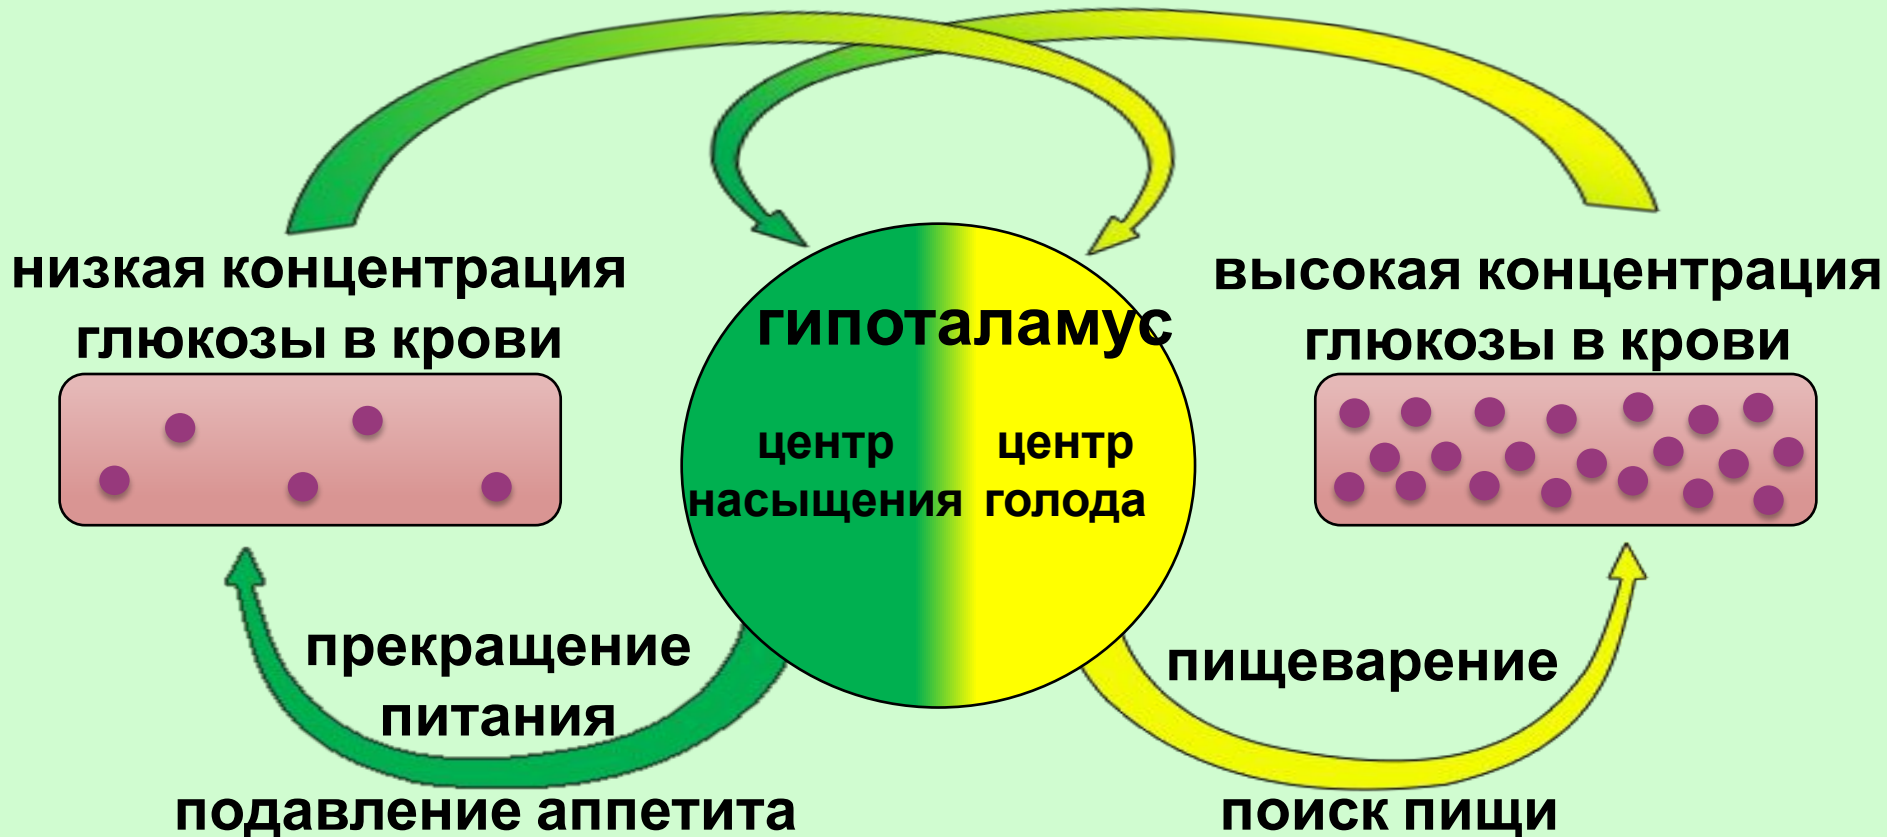 низкая концентрация
глюкозы в крови
гипоталамус
центр
насыщения
центр
голода
высокая концентрация
глюкозы в крови
прекращение
питания
подавление аппетита
пищеварение
поиск пищи